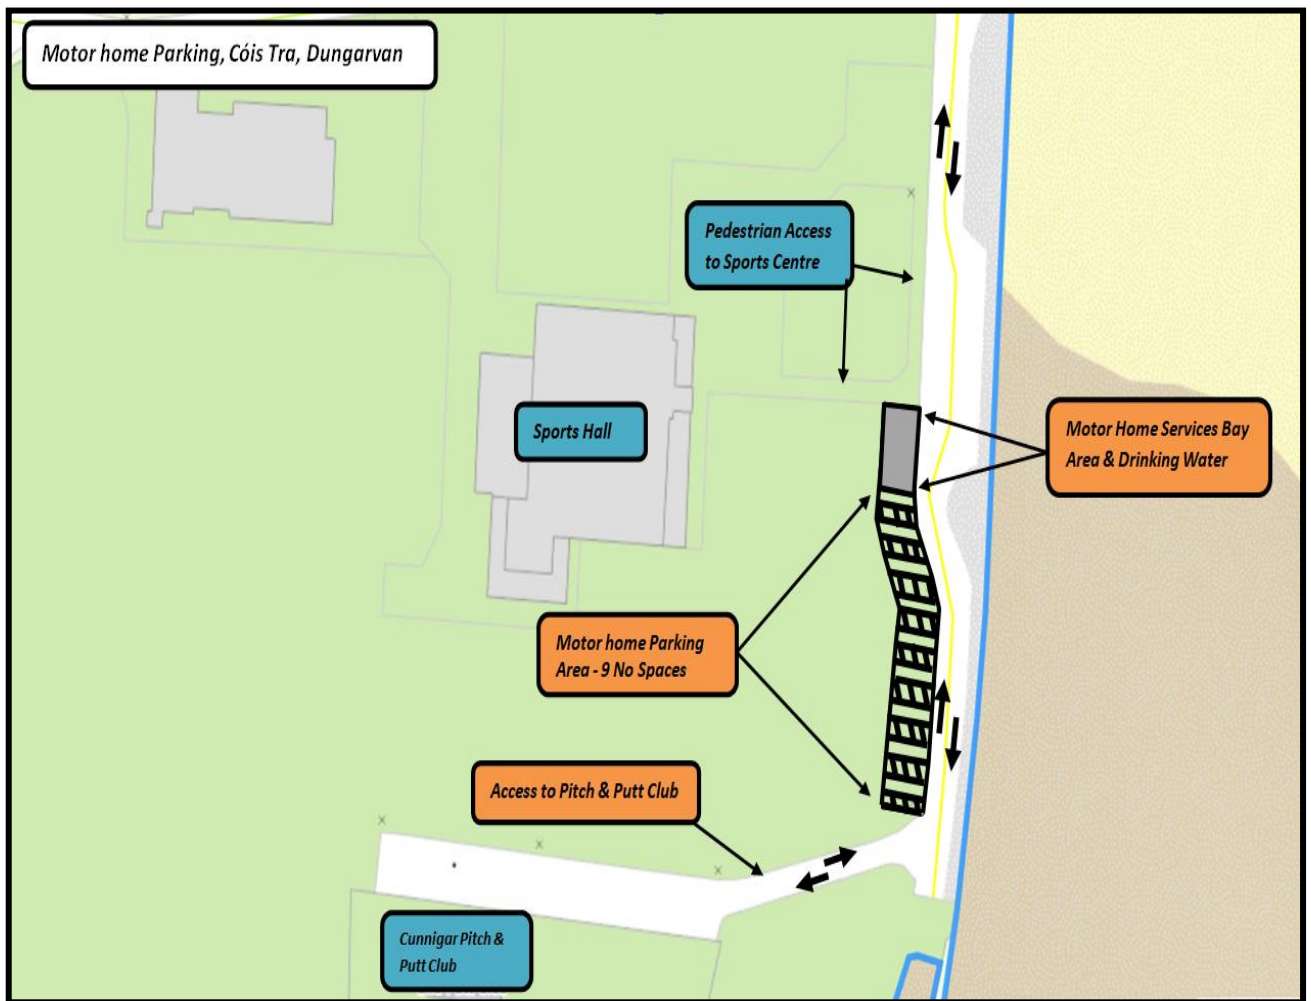 Motor home Parking, Cóis Tra, Dungarvan
Pedestrian Access
to Sports Centre
Sports Hall
Motor Home Services Bay
Area & Drinking Water
Motor home Parking
Area - 9 No Spaces
Access to Pitch & Putt Club
Cunnigar Pitch &
Putt Club